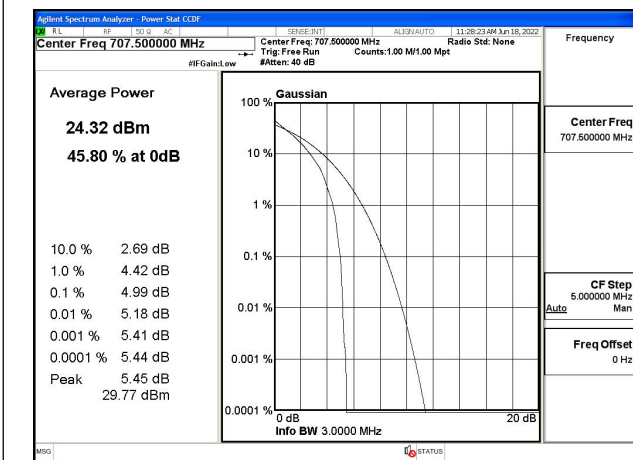 Agilent Spectrum Analyzer - Power Stat CCDF
RL RF 50 Ω AC SENSE:INT ALIGN AUTO 11:28:23 AM Jun 18, 2022
Center Freq 707.500000 MHz
Center Freq: 707.500000 MHz Radio Std: None
Trig: Free Run Counts:1.00 M/1.00 Mpt
#IFGain:Low #Atten: 40 dB
Frequency
Average Power
24.32 dBm
45.80 % at 0dB
10.0 % 2.69 dB
1.0 % 4.42 dB
0.1 % 4.99 dB
0.01 % 5.18 dB
0.001 % 5.41 dB
0.0001 % 5.44 dB
Peak 5.45 dB
29.77 dBm
Gaussian
100 %
10 %
1 %
0.1 %
0.01 %
0.001 %
0.0001 %
0 dB 20 dB
Info BW 3.0000 MHz
Center Freq
707.500000 MHz
CF Step
5.000000 MHz
Auto Man
Freq Offset
0 Hz
MSG STATUS